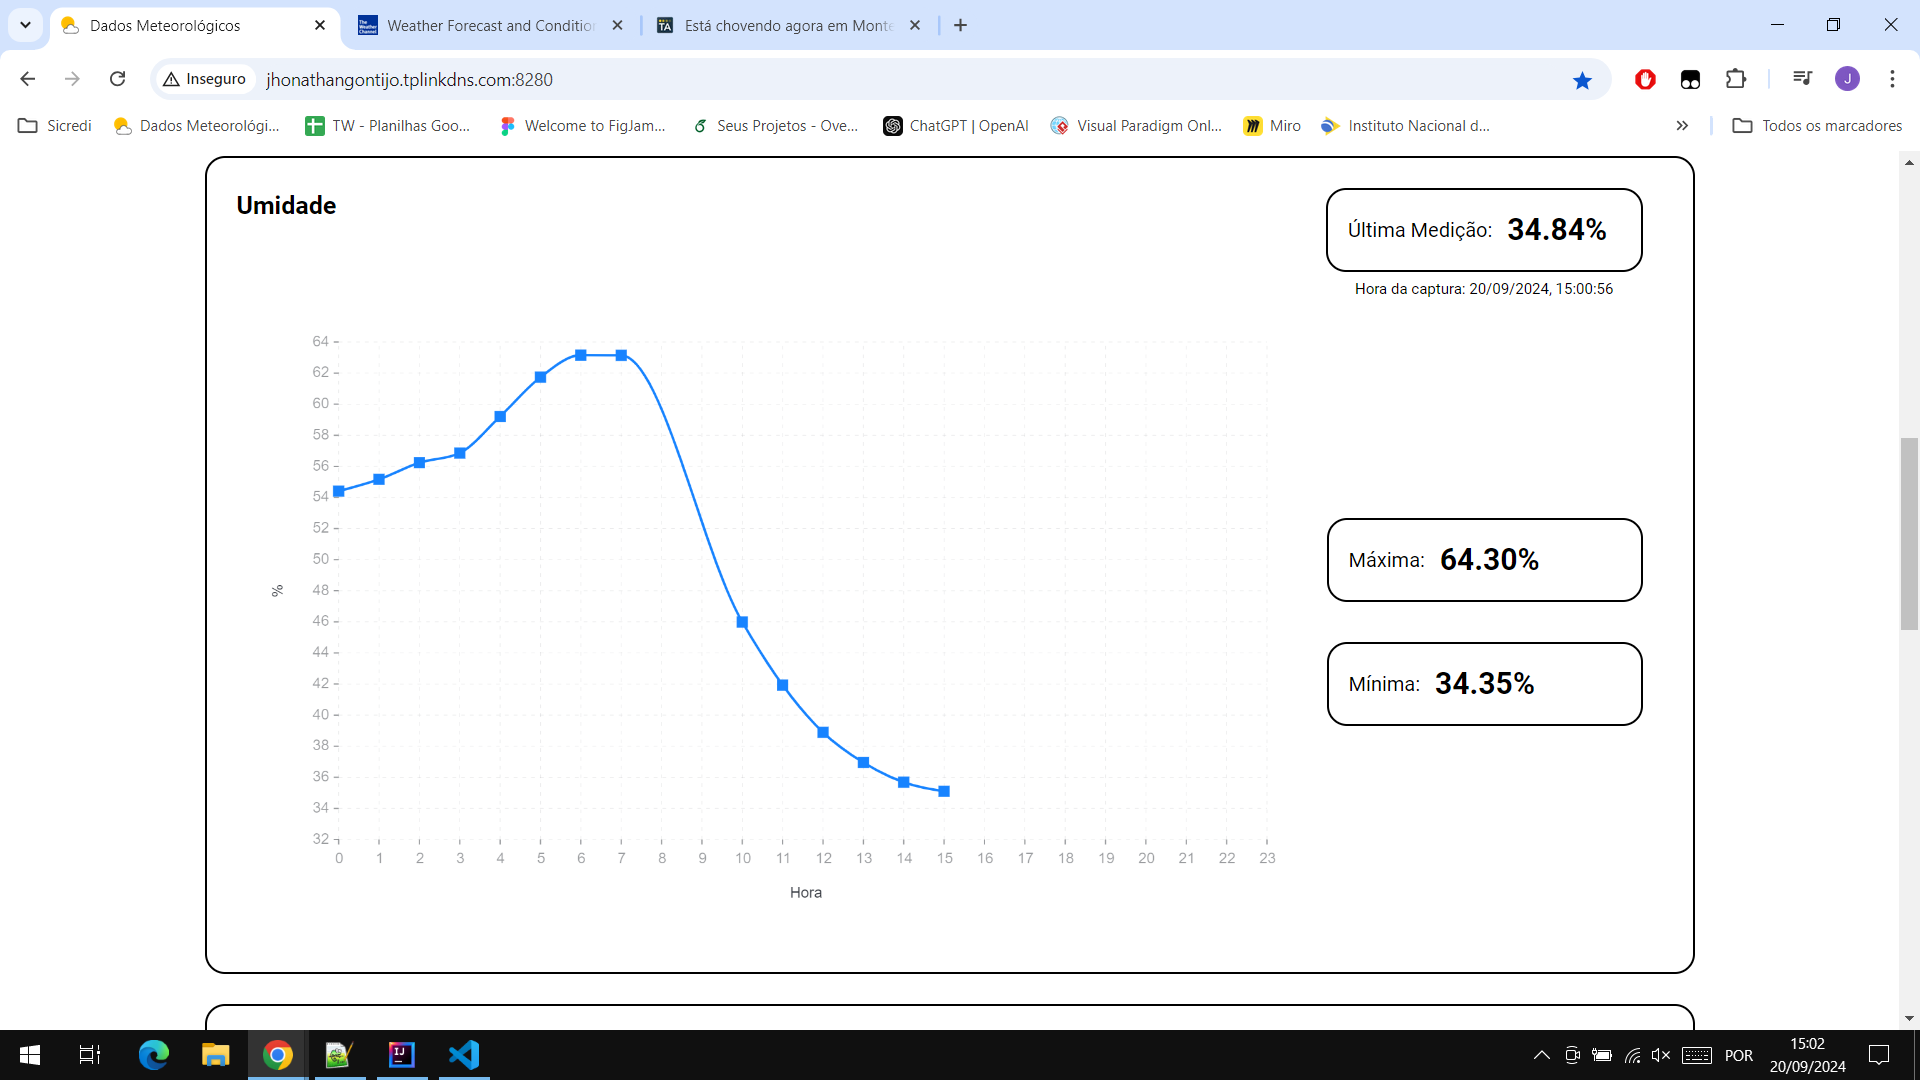 Dados Meteorológicos
Weather Forecast and Conditio
Está chovendo agora em Monte
Inseguro
jhonathangontijo.tplinkdns.com:8280
J
Sicredi
Dados Meteorológi...
TW - Planilhas Goo...
Welcome to FigJam...
Seus Projetos - Ove...
ChatGPT | OpenAI
Visual Paradigm Onl...
Miro
Instituto Nacional d...
Todos os marcadores
Umidade
Última Medição: 34.84%
Hora da captura: 20/09/2024, 15:00:56
64
62
60
58
56
54
52
50
48
46
44
42
40
38
36
34
32
%
0 1 2 3 4 5 6 7 8 9 10 11 12 13 14 15 16 17 18 19 20 21 22 23
Hora
Máxima: 64.30%
Mínima: 34.35%
POR
15:02
20/09/2024